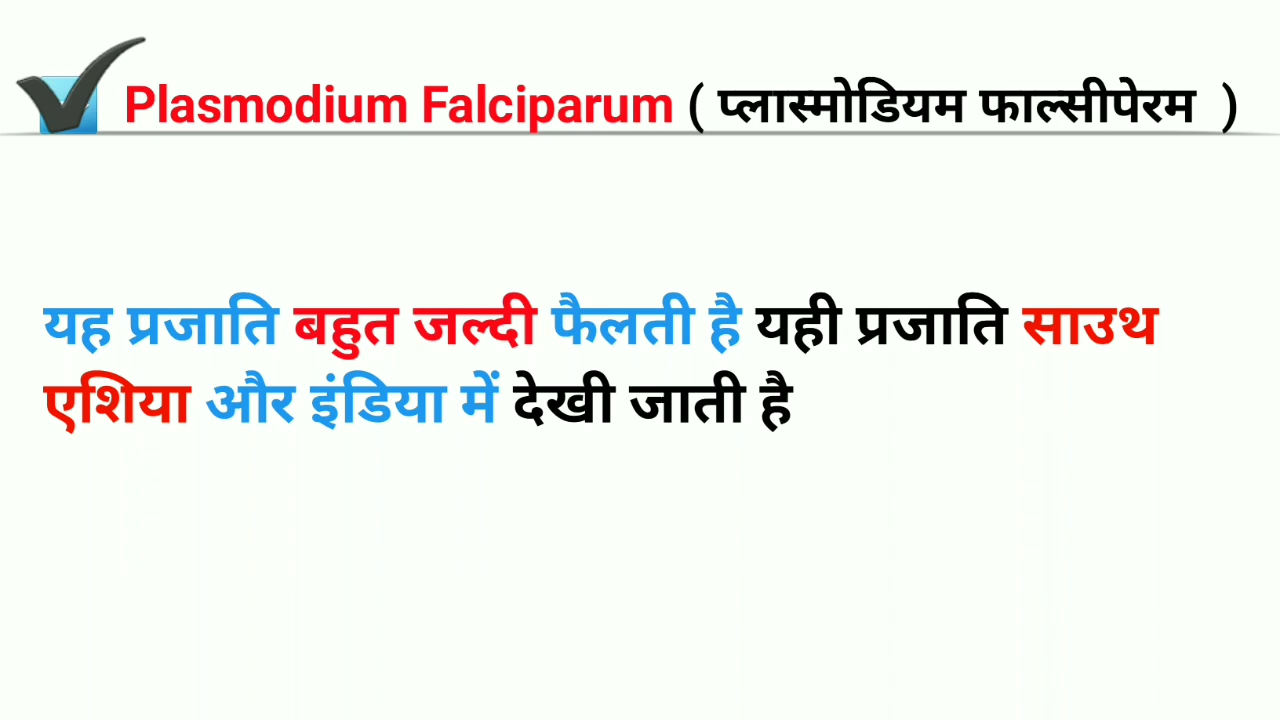 Plasmodium Falciparum ( प्लास्मोडियम फाल्सीपेरम )
यह प्रजाति बहुत जल्दी फैलती है यही प्रजाति साउथ
एशिया और इंडिया में देखी जाती है